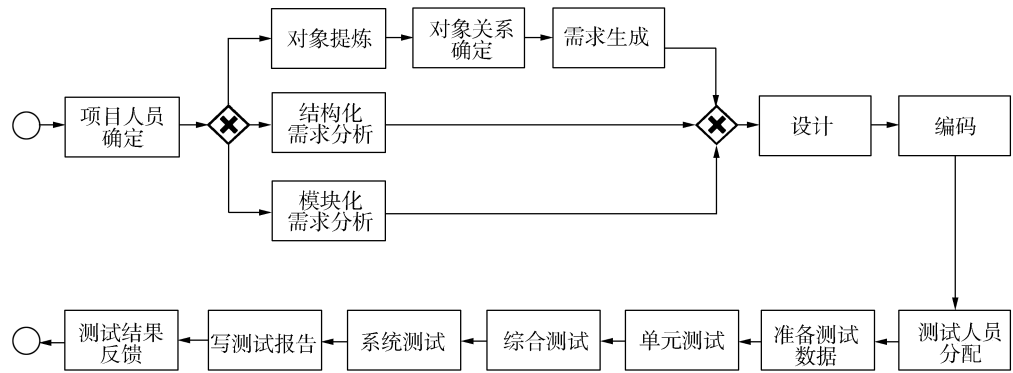 项目人员
确定
对象提炼
对象关系
确定
需求生成
结构化
需求分析
模块化
需求分析
设计
编码
测试人员
分配
准备测试
数据
单元测试
综合测试
系统测试
写测试报告
测试结果
反馈